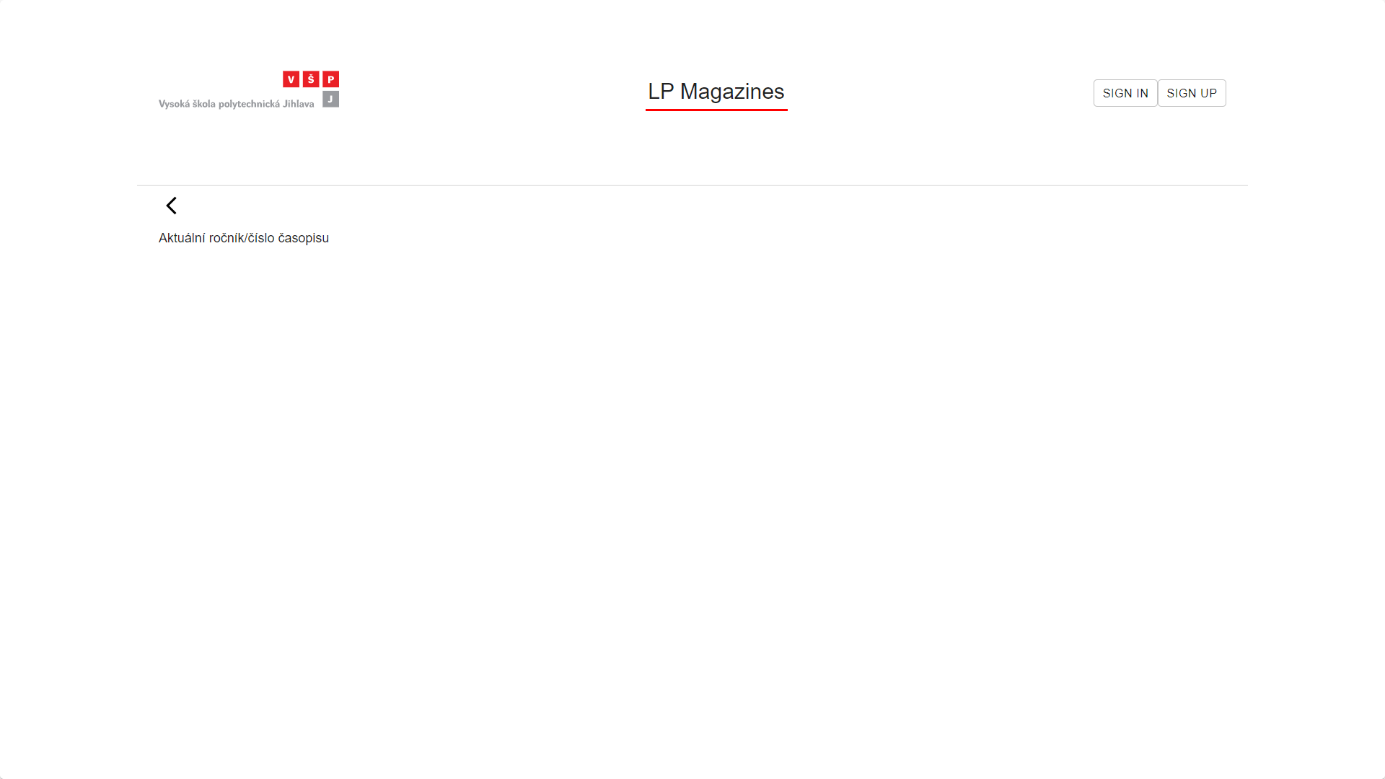 V Š P
Vysoká škola polytechnická Jihlava J
LP Magazines
SIGN IN SIGN UP
Aktuální ročník/číslo časopisu